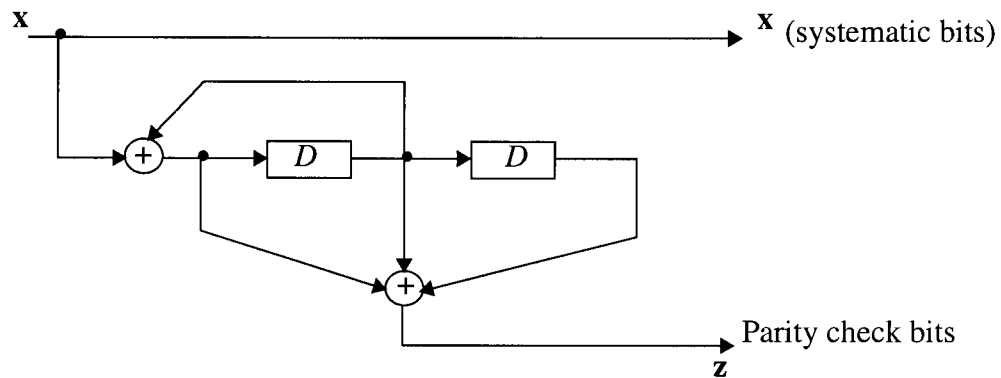 x
x (systematic bits)
+
D
D
+
Parity check bits
z